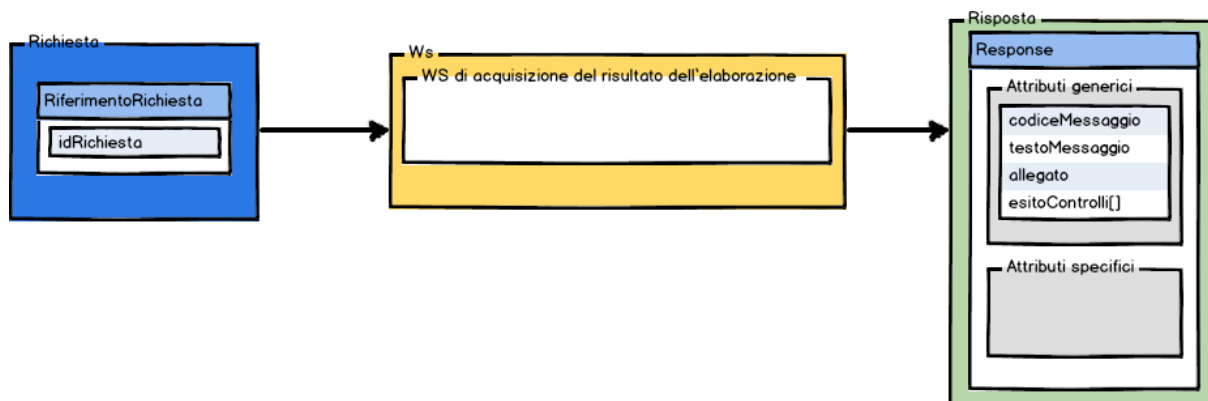 Richiesta
RiferimentoRichiesta
idRichiesta
Ws
WS di acquisizione del risultato dell'elaborazione
Risposta
Response
Attributi generici
codiceMessaggio
testoMessaggio
allegato
esitoControlli[]
Attributi specifici